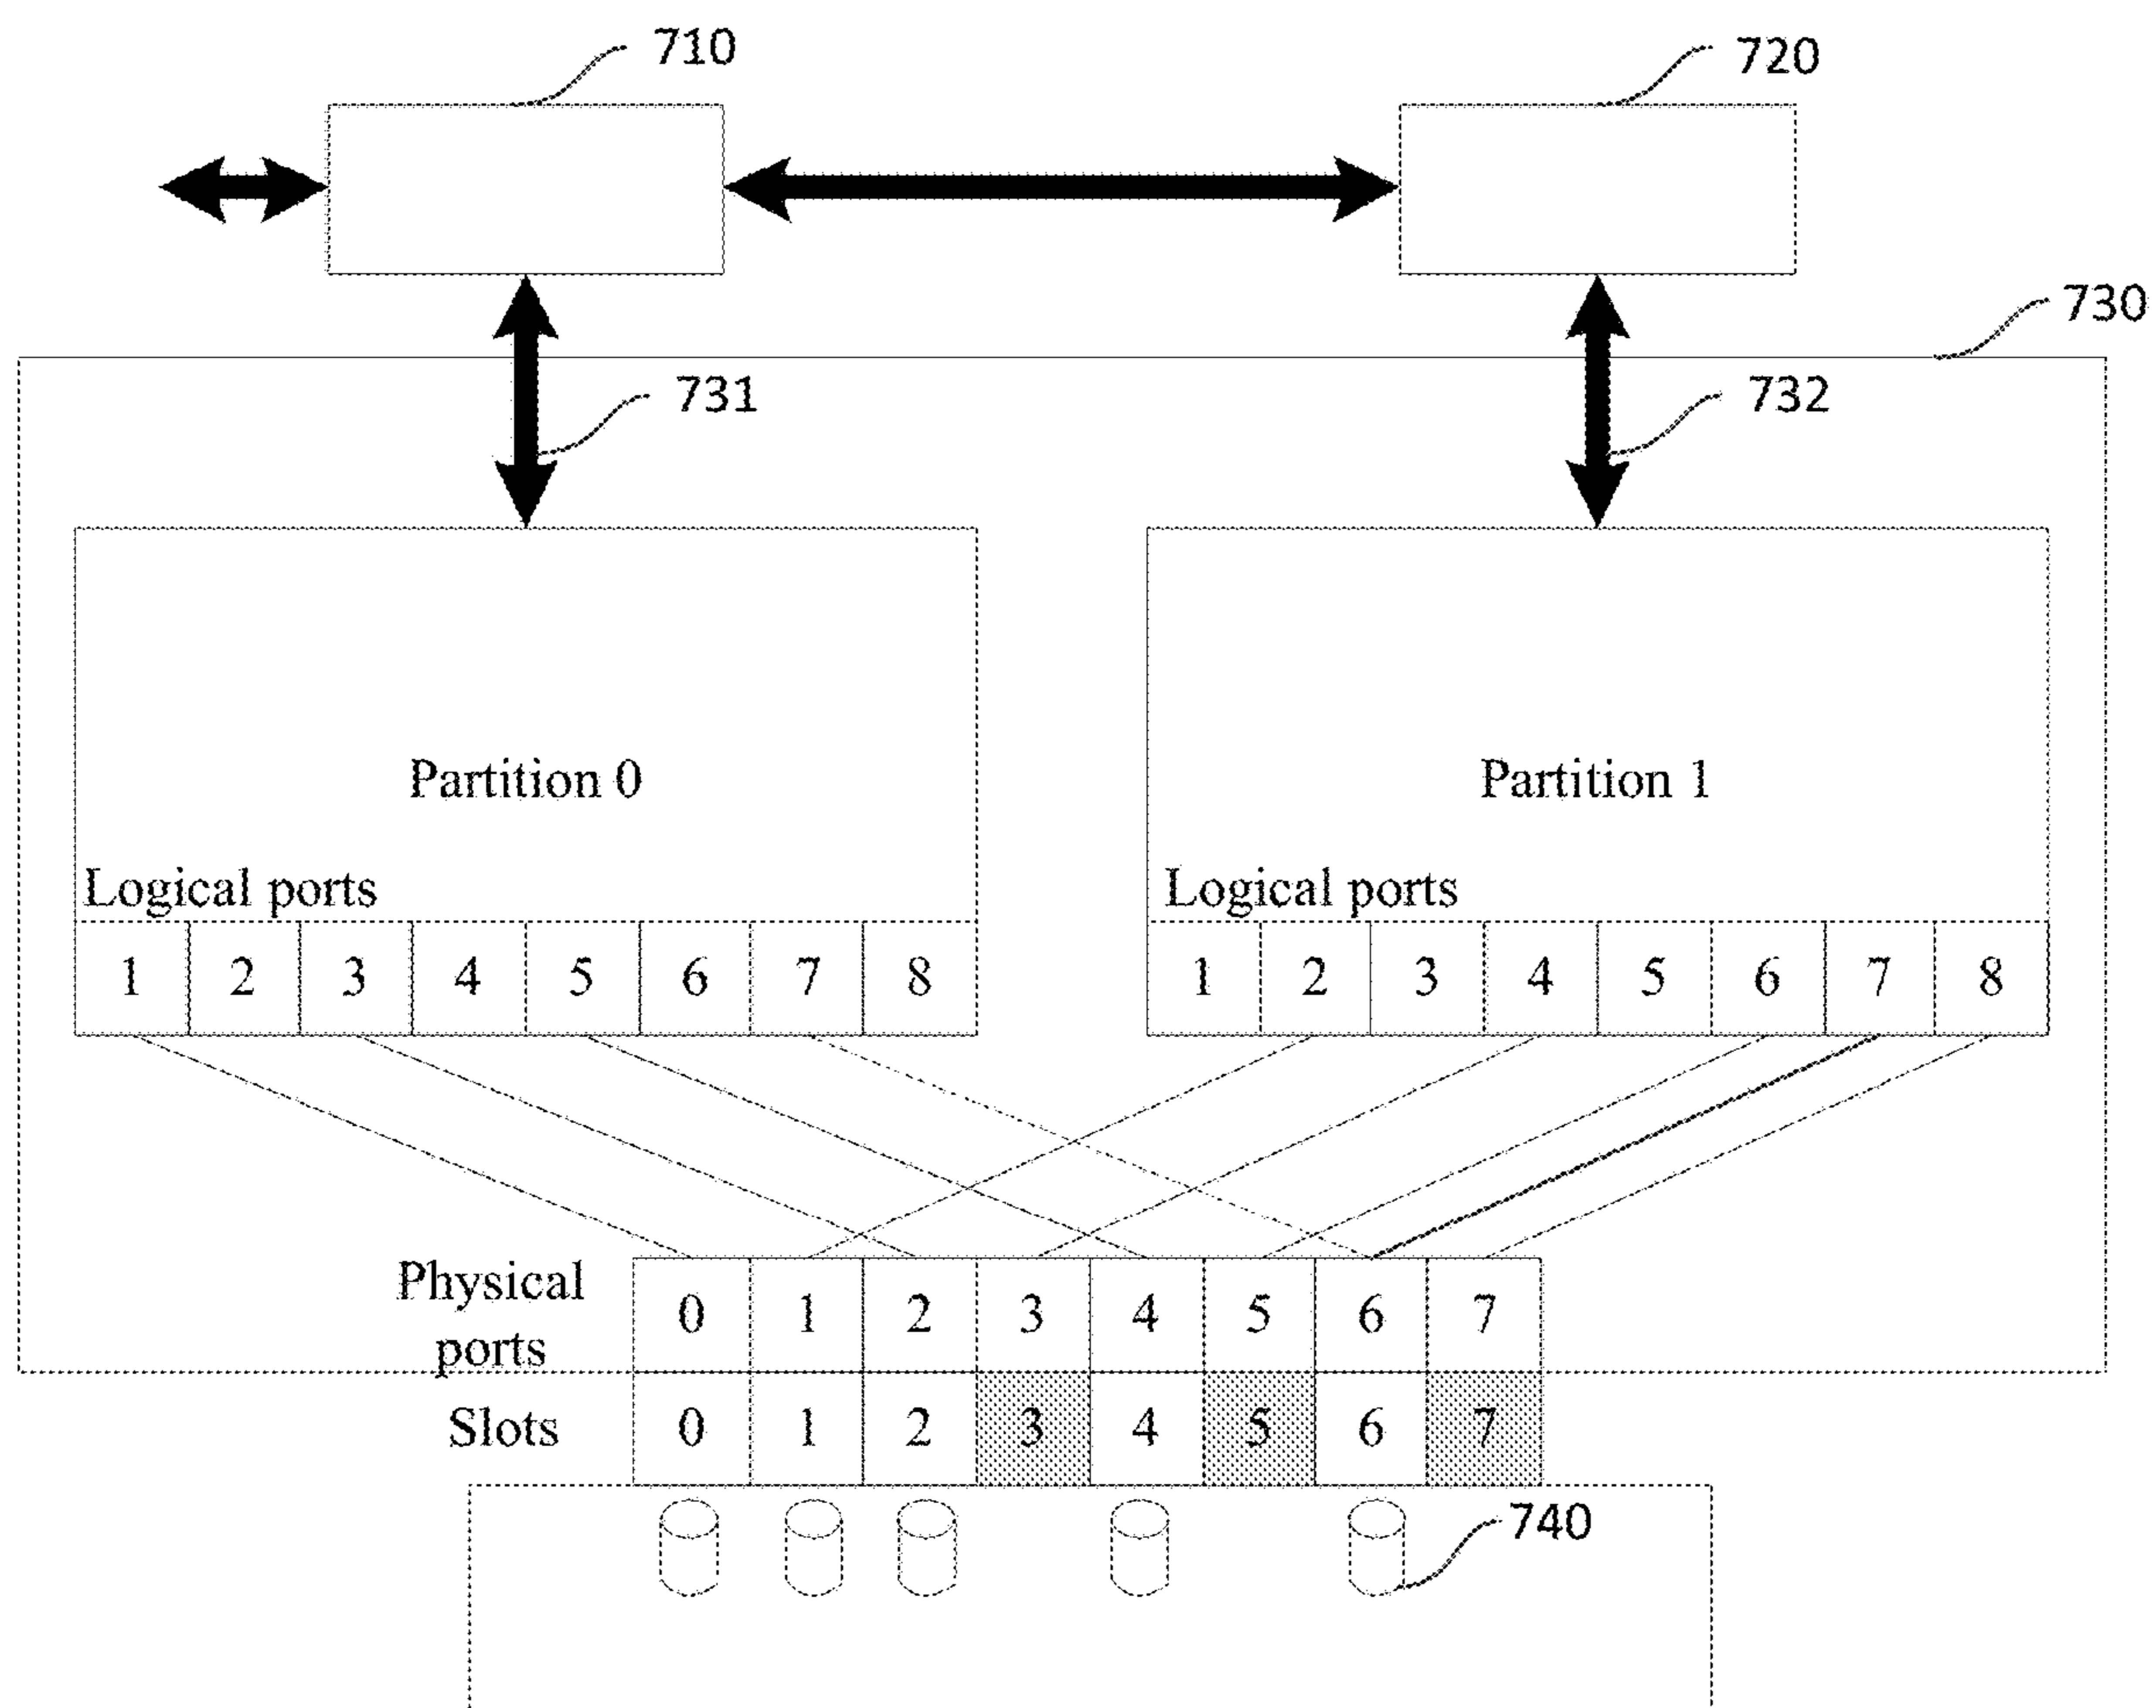 710
720
730
731
732
Partition 0
Partition 1
Logical ports
Logical ports
1 2 3 4 5 6 7 8
1 2 3 4 5 6 7 8
Physical
ports
0 1 2 3 4 5 6 7
Slots
0 1 2 3 4 5 6 7
740